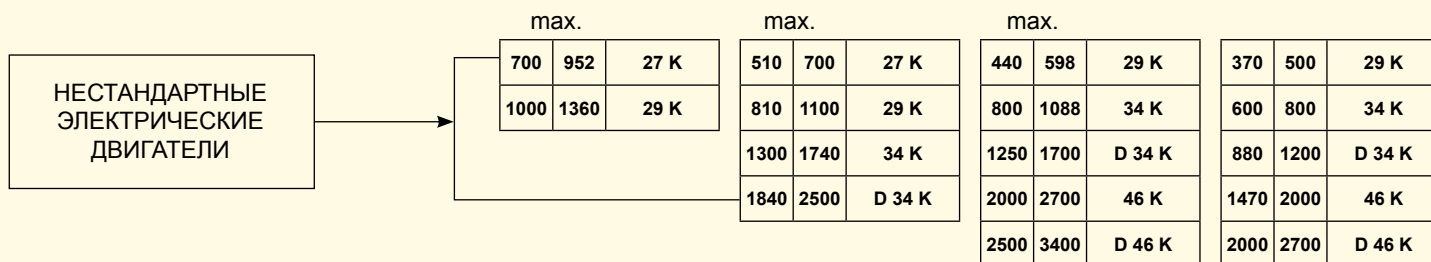 max. max. max.
700 952 27 K 510 700 27 K 440 598 29 K 370 500 29 K
НЕСТАНДАРТНЫЕ
ЭЛЕКТРИЧЕСКИЕ
ДВИГАТЕЛИ
1000 1360 29 K 810 1100 29 K 800 1088 34 K 600 800 34 K
1300 1740 34 K 1250 1700 D 34 K 880 1200 D 34 K
1840 2500 D 34 K 2000 2700 46 K 1470 2000 46 K
2500 3400 D 46 K 2000 2700 D 46 K